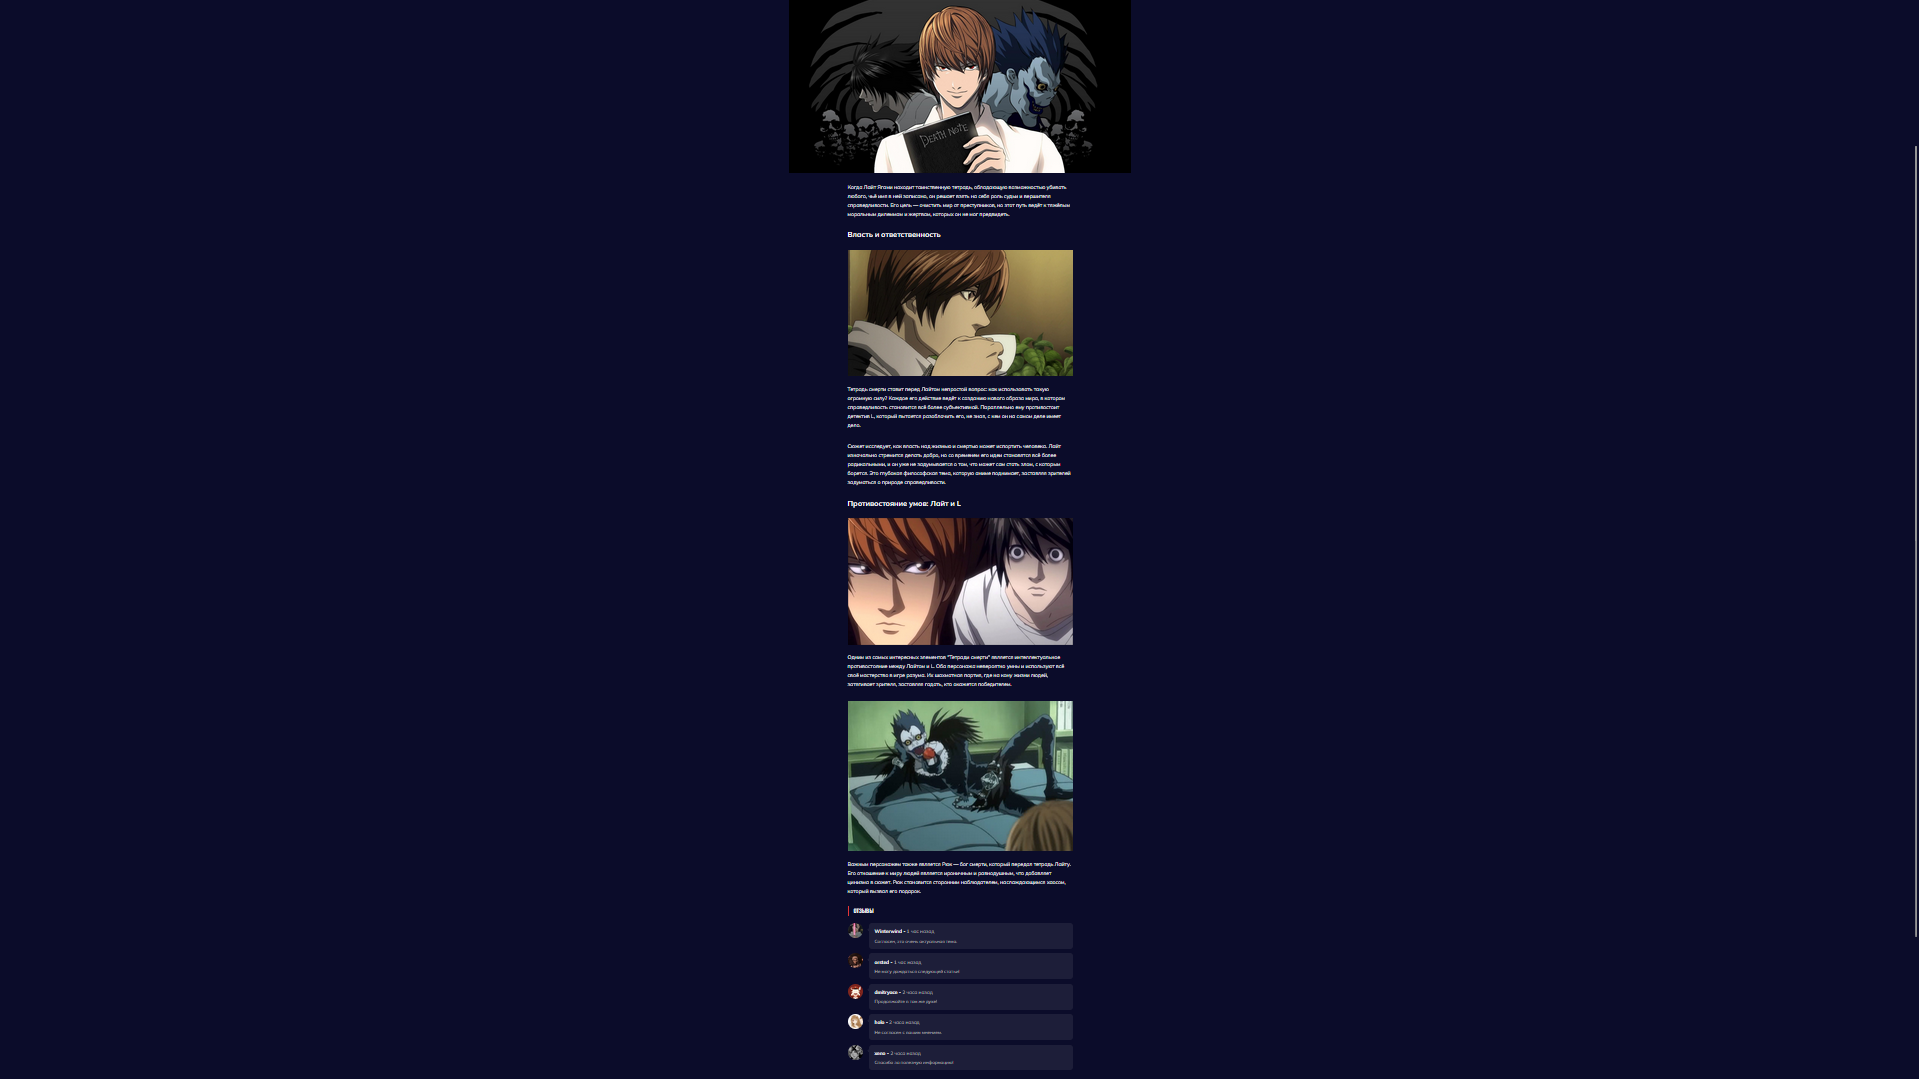 DEATH NOTE
Когда Лайт Ягами находит таинственную тетрадь, обладающую возможностью убивать
любого, чьё имя в ней записано, он решает взять на себя роль судьи и вершителя
справедливости. Его цель — очистить мир от преступников, но этот путь ведёт к тяжёлым
моральным дилеммам и жертвам, которых он не мог предвидеть.
Власть и ответственность
Тетрадь смерти ставит перед Лайтом непростой вопрос: как использовать такую
огромную силу? Каждое его действие ведёт к созданию нового образа мира, в котором
справедливость становится всё более субъективной. Параллельно ему противостоит
детектив L, который пытается разоблачить его, не зная, с кем он на самом деле имеет
дело.
Сюжет исследует, как власть над жизнью и смертью может испортить человека. Лайт
изначально стремится делать добро, но со временем его идеи становятся всё более
радикальными, и он уже не задумывается о том, что может сам стать злом, с которым
борется. Это глубокая философская тема, которую аниме поднимает, заставляя зрителей
задуматься о природе справедливости.
Противостояние умов: Лайт и L
Одним из самых интересных элементов "Тетради смерти" является интеллектуальное
противостояние между Лайтом и L. Оба персонажа невероятно умны и используют всё
своё мастерство в игре разума. Их шахматная партия, где на кону жизни людей,
затягивает зрителя, заставляя гадать, кто окажется победителем.
Важным персонажем также является Рюк — бог смерти, который передал тетрадь Лайту.
Его отношение к миру людей является ироничным и равнодушным, что добавляет
цинизма в сюжет. Рюк становится сторонним наблюдателем, наслаждающимся хаосом,
который вызвал его подарок.
ОТЗЫВЫ
Winterwind - 1 час назад
Согласен, это очень актуальная тема.
orsted - 1 час назад
Не могу дождаться следующей статьи!
dmitryace - 2 часа назад
Продолжайте в том же духе!
holo - 2 часа назад
Не согласен с вашим мнением.
xeno - 2 часа назад
Спасибо за полезную информацию!